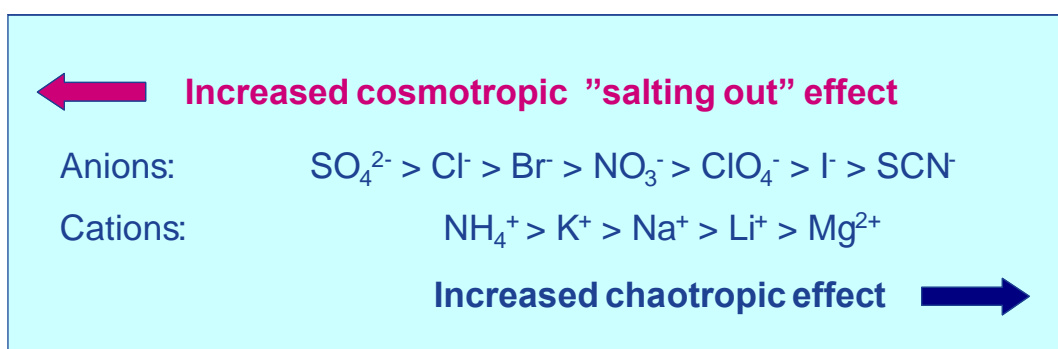 Increased cosmotropic ”salting out” effect
Anions: SO₄²⁻ > Cl⁻ > Br⁻ > NO₃⁻ > ClO₄⁻ > I⁻ > SCN⁻
Cations: NH₄⁺ > K⁺ > Na⁺ > Li⁺ > Mg²⁺
Increased chaotropic effect